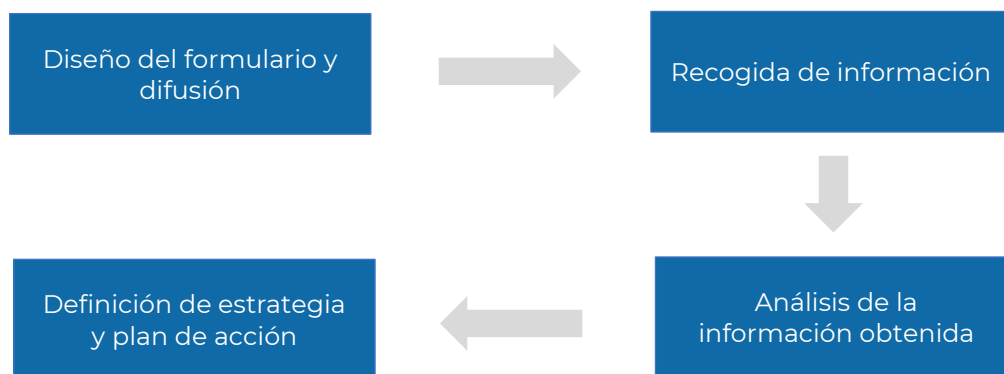 Diseño del formulario y
difusión
Recogida de información
Análisis de la
información obtenida
Definición de estrategia
y plan de acción